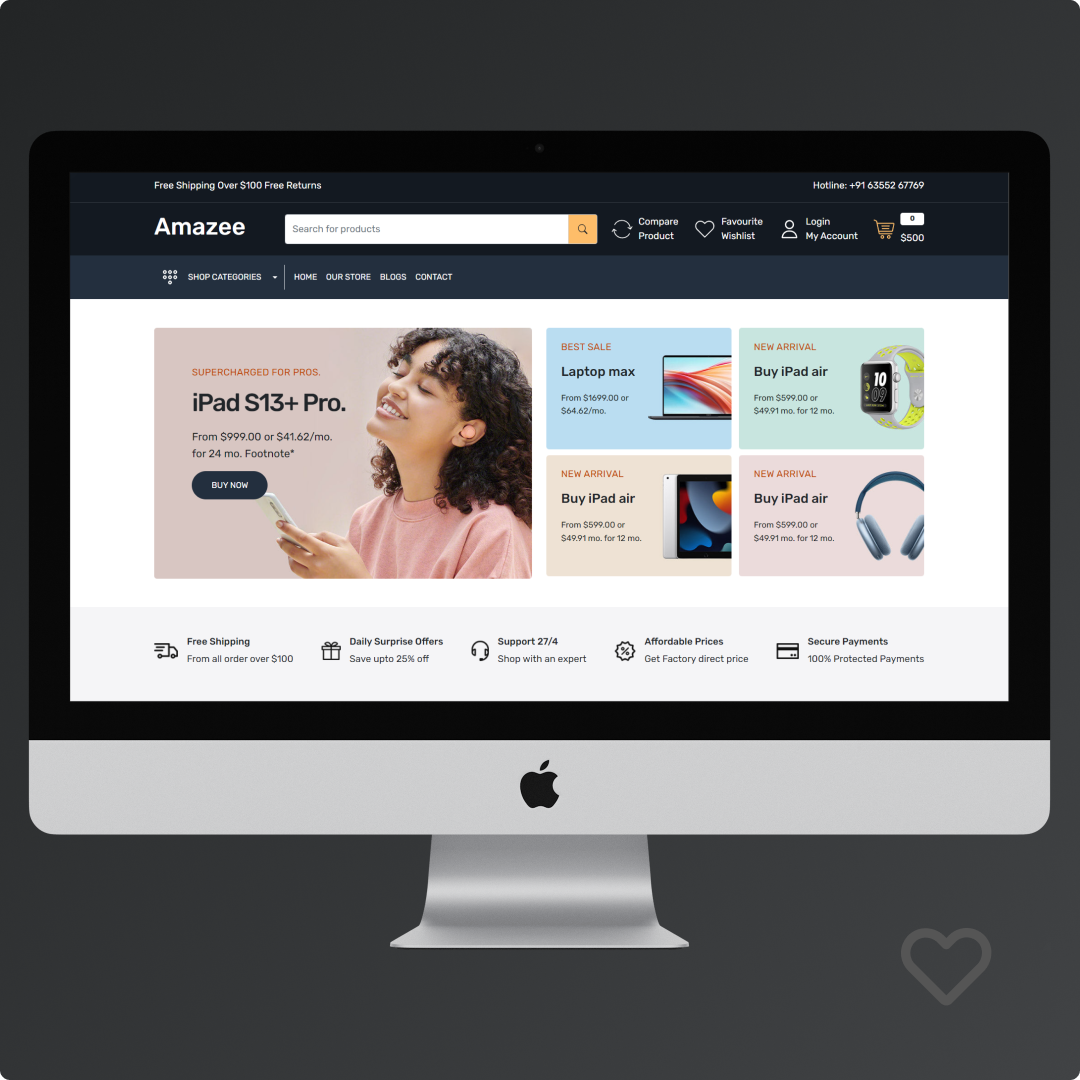 Free Shipping Over $100 Free Returns
Hotline: +91 63552 67769
Amazee
Search for products
Compare
Product
Favourite
Wishlist
Login
My Account
0
$500
SHOP CATEGORIES
HOME
OUR STORE
BLOGS
CONTACT
SUPERCHARGED FOR PROS.
iPad S13+ Pro.
From $999.00 or $41.62/mo.
for 24 mo. Footnote*
BUY NOW
BEST SALE
Laptop max
From $1699.00 or
$64.62/mo.
NEW ARRIVAL
Buy iPad air
From $599.00 or
$49.91 mo. for 12 mo.
10
09
NEW ARRIVAL
Buy iPad air
From $599.00 or
$49.91 mo. for 12 mo.
NEW ARRIVAL
Buy iPad air
From $599.00 or
$49.91 mo. for 12 mo.
Free Shipping
From all order over $100
Daily Surprise Offers
Save upto 25% off
Support 27/4
Shop with an expert
Affordable Prices
Get Factory direct price
Secure Payments
100% Protected Payments